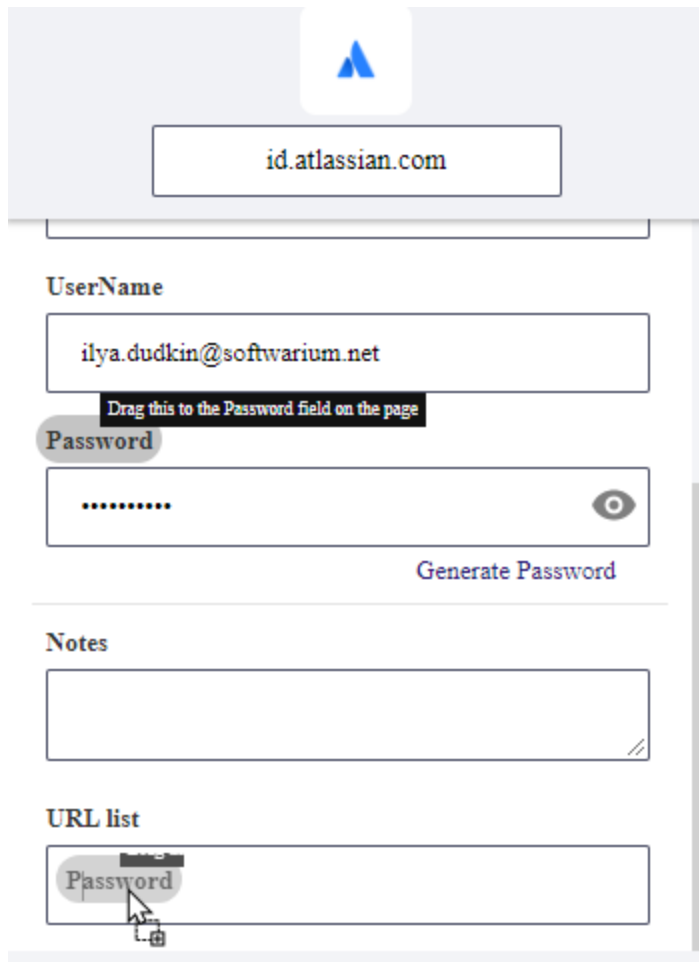 id.atlassian.com
UserName
ilya.dudkin@softwarium.net
Drag this to the Password field on the page
Password
••••••••••
Generate Password
Notes
URL list
Password